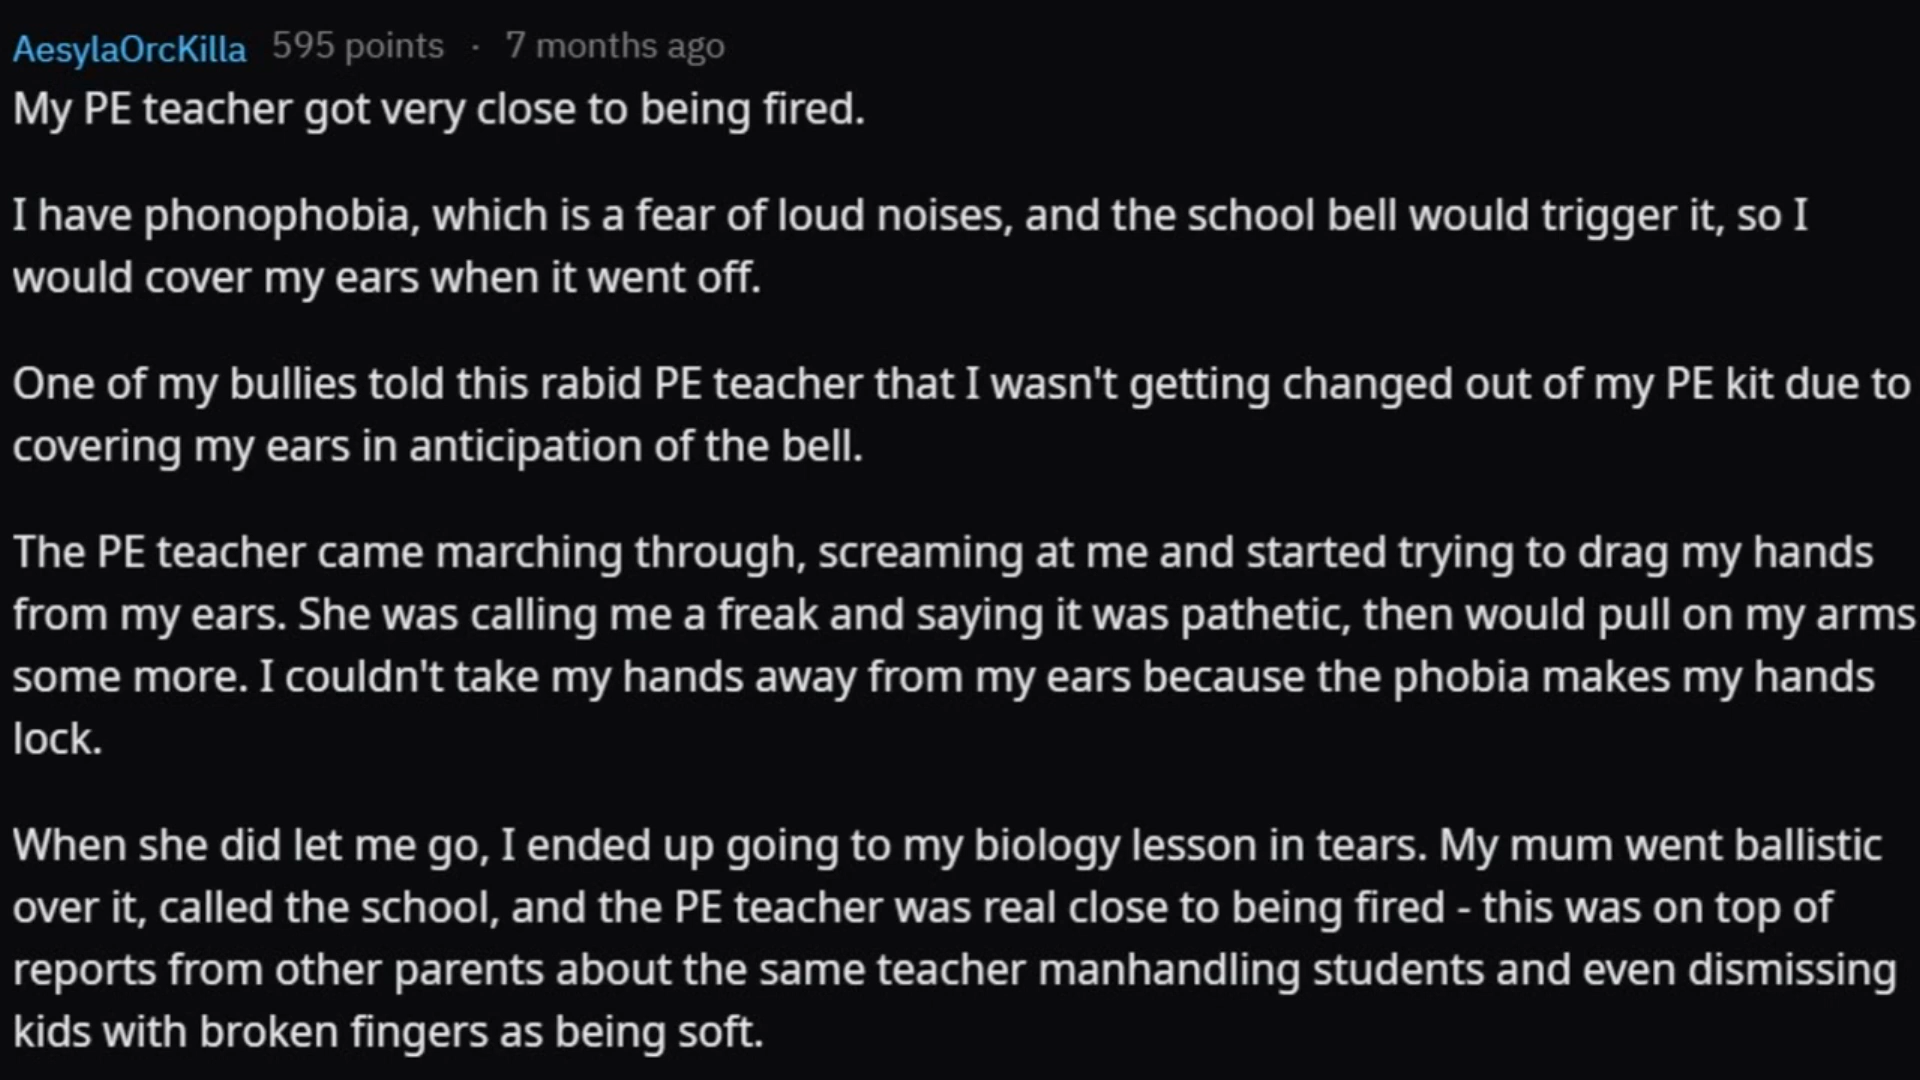 AesylaOrcKilla 595 points · 7 months ago
My PE teacher got very close to being fired.
I have phonophobia, which is a fear of loud noises, and the school bell would trigger it, so I
would cover my ears when it went off.
One of my bullies told this rabid PE teacher that I wasn't getting changed out of my PE kit due to
covering my ears in anticipation of the bell.
The PE teacher came marching through, screaming at me and started trying to drag my hands
from my ears. She was calling me a freak and saying it was pathetic, then would pull on my arms
some more. I couldn't take my hands away from my ears because the phobia makes my hands
lock.
When she did let me go, I ended up going to my biology lesson in tears. My mum went ballistic
over it, called the school, and the PE teacher was real close to being fired - this was on top of
reports from other parents about the same teacher manhandling students and even dismissing
kids with broken fingers as being soft.